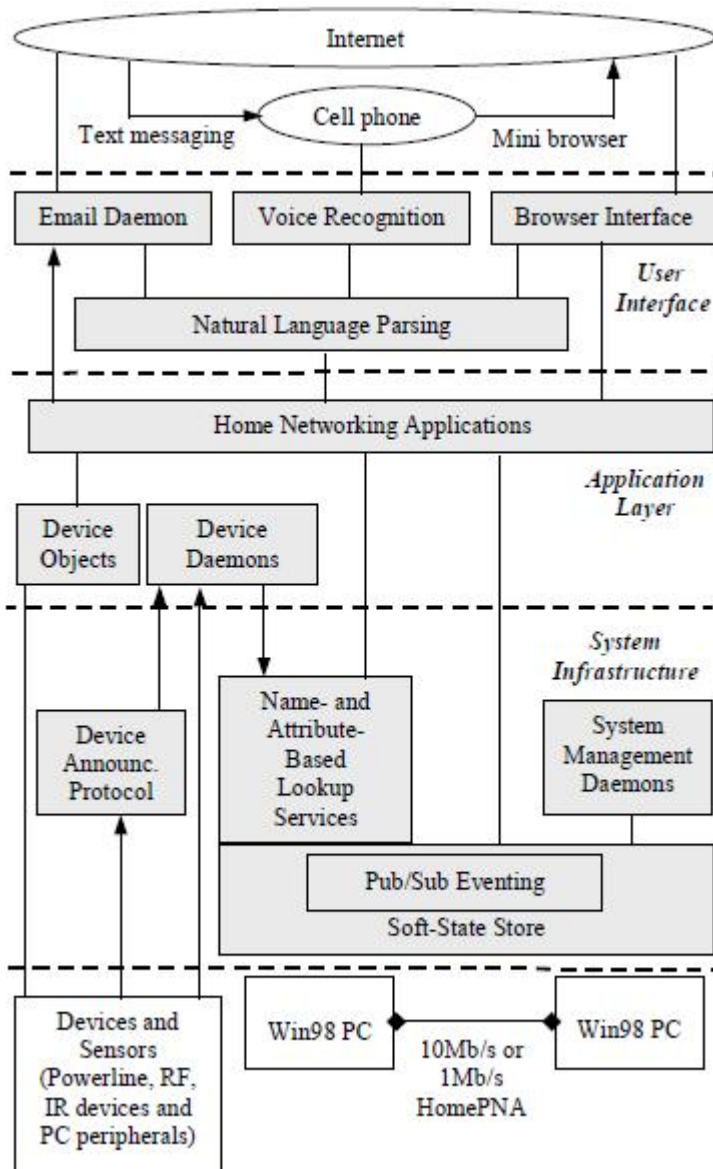 Internet
Cell phone
Text messaging
Mini browser
Email Daemon
Voice Recognition
Browser Interface
User
Interface
Natural Language Parsing
Home Networking Applications
Application
Layer
Device
Objects
Device
Daemons
System
Infrastructure
Name- and
Attribute-
Based
Lookup
Services
Device
Announc.
Protocol
System
Management
Daemons
Pub/Sub Eventing
Soft-State Store
Devices and
Sensors
(Powerline, RF,
IR devices and
PC peripherals)
Win98 PC
Win98 PC
10Mb/s or
1Mb/s
HomePNA